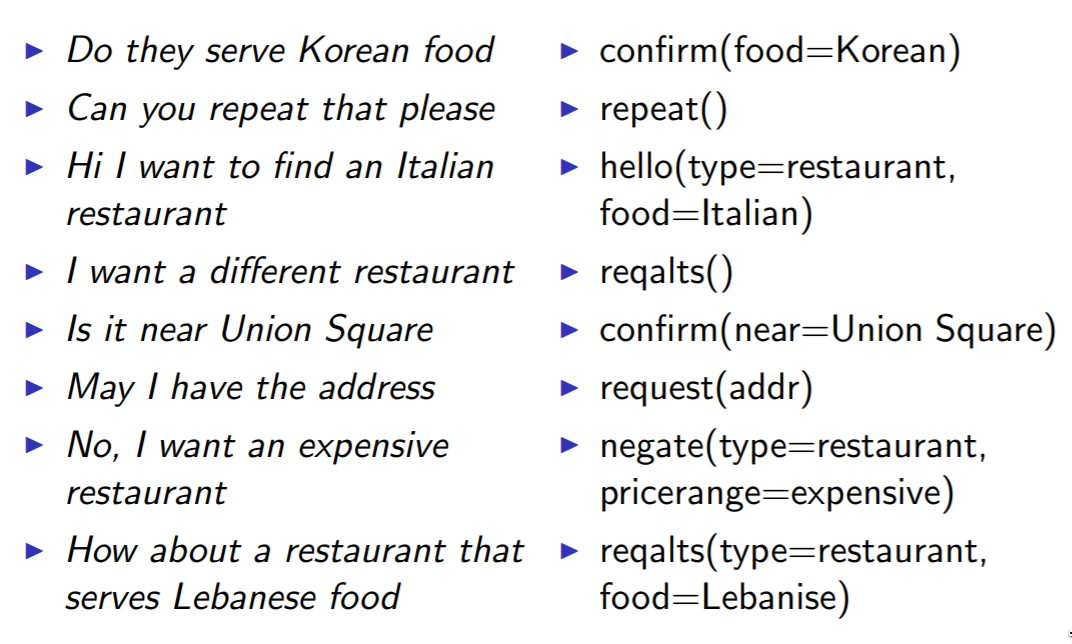 Do they serve Korean food
confirm(food=Korean)
Can you repeat that please
repeat()
Hi I want to find an Italian
restaurant
hello(type=restaurant,
food=Italian)
I want a different restaurant
reqalts()
Is it near Union Square
confirm(near=Union Square)
May I have the address
request(addr)
No, I want an expensive
restaurant
negate(type=restaurant,
pricerange=expensive)
How about a restaurant that
serves Lebanese food
reqalts(type=restaurant,
food=Lebanise)